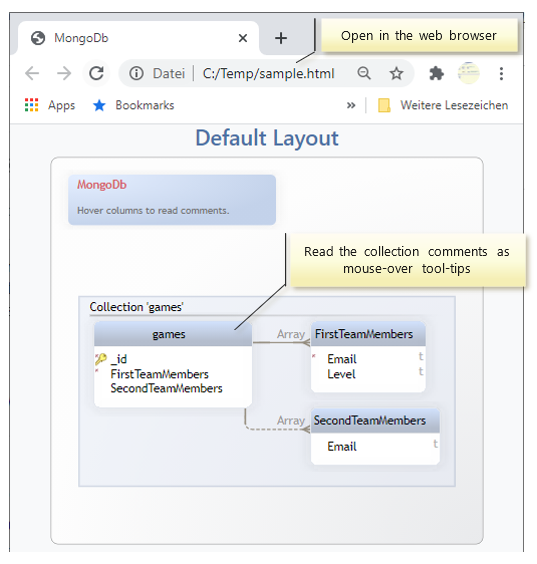 MongoDb
Open in the web browser
Datei | C:/Temp/sample.html
Apps Bookmarks » Weitere Lesezeichen
Default Layout
MongoDb
Hover columns to read comments.
Read the collection comments as
mouse-over tool-tips
Collection 'games'
games
* _id
* FirstTeamMembers
SecondTeamMembers
Array
FirstTeamMembers
* Email t
Level t
Array
SecondTeamMembers
Email t